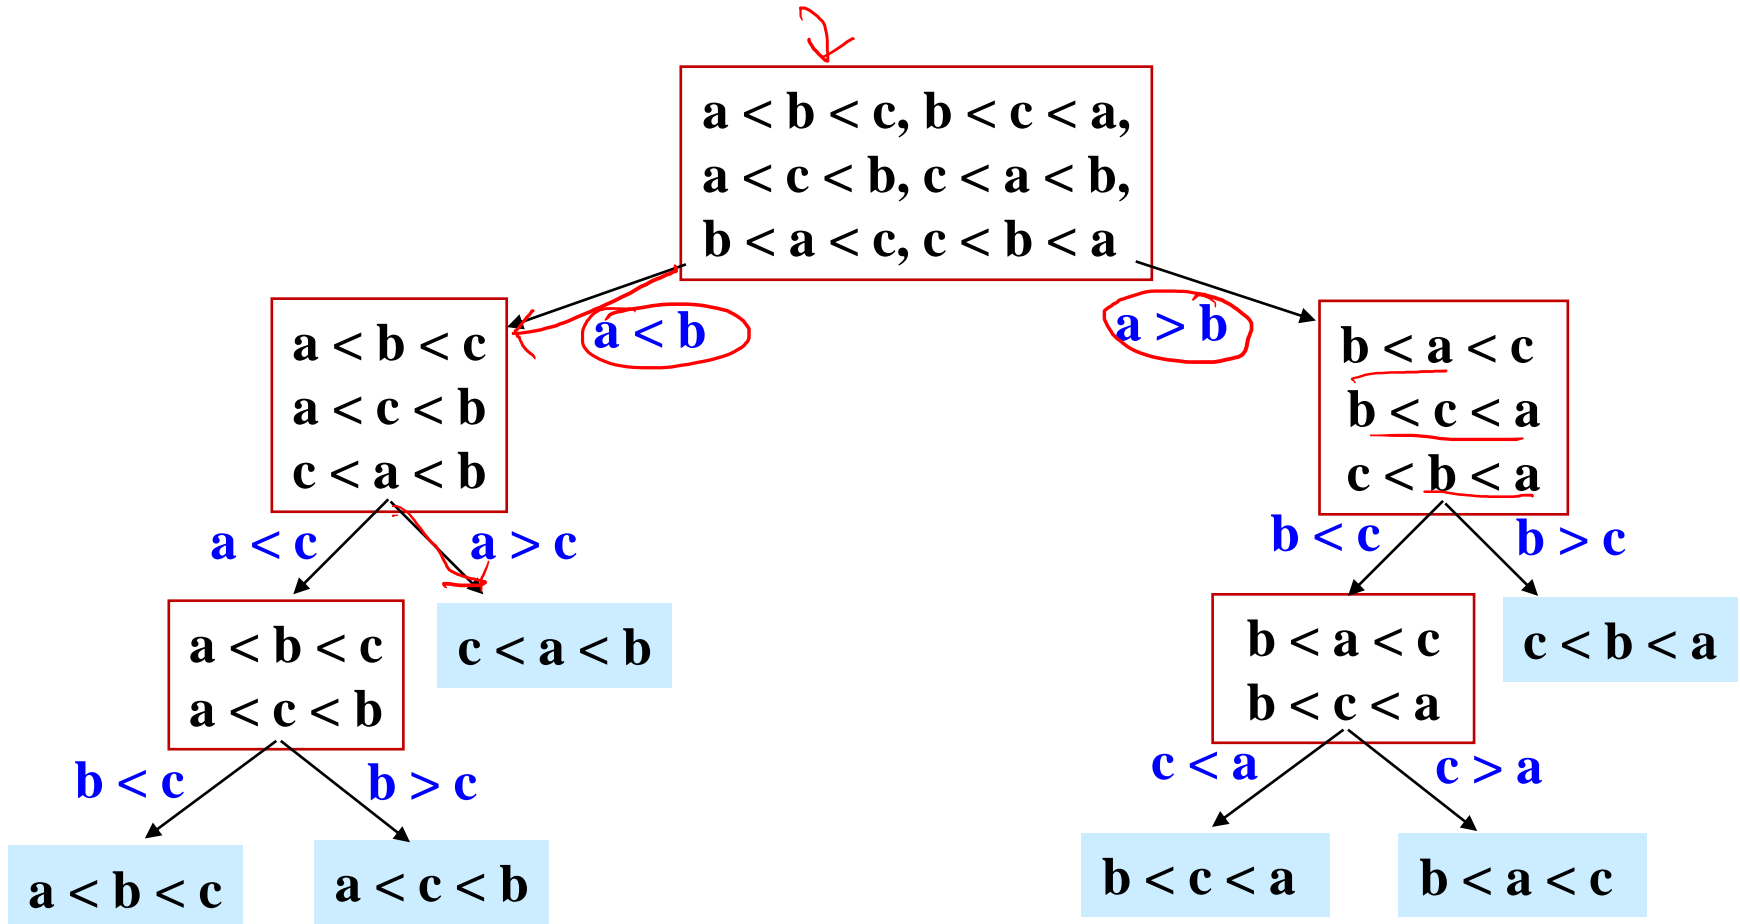 a < b < c, b < c < a,
a < c < b, c < a < b,
b < a < c, c < b < a
a < b
a > b
a < b < c
a < c < b
c < a < b
b < a < c
b < c < a
c < b < a
a < c
a > c
b < c
b > c
a < b < c
a < c < b
c < a < b
b < a < c
b < c < a
c < b < a
b < c
b > c
c < a
c > a
a < b < c
a < c < b
b < c < a
b < a < c